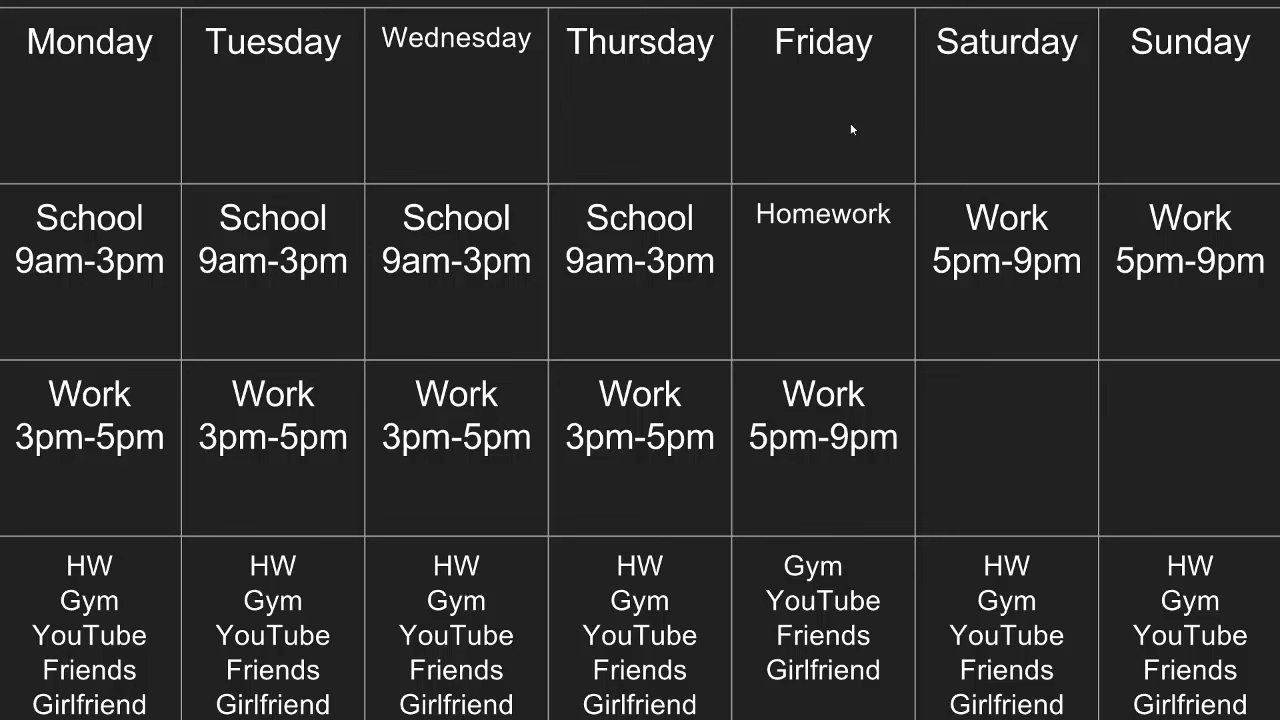 Monday Tuesday Wednesday Thursday Friday Saturday Sunday
School School School School Homework Work Work
9am-3pm 9am-3pm 9am-3pm 9am-3pm 5pm-9pm 5pm-9pm
Work Work Work Work Work
3pm-5pm 3pm-5pm 3pm-5pm 3pm-5pm 5pm-9pm
HW HW HW HW Gym HW HW
Gym Gym Gym Gym YouTube Gym Gym
YouTube YouTube YouTube YouTube Friends YouTube YouTube
Friends Friends Friends Friends Girlfriend Friends Friends
Girlfriend Girlfriend Girlfriend Girlfriend Girlfriend Girlfriend